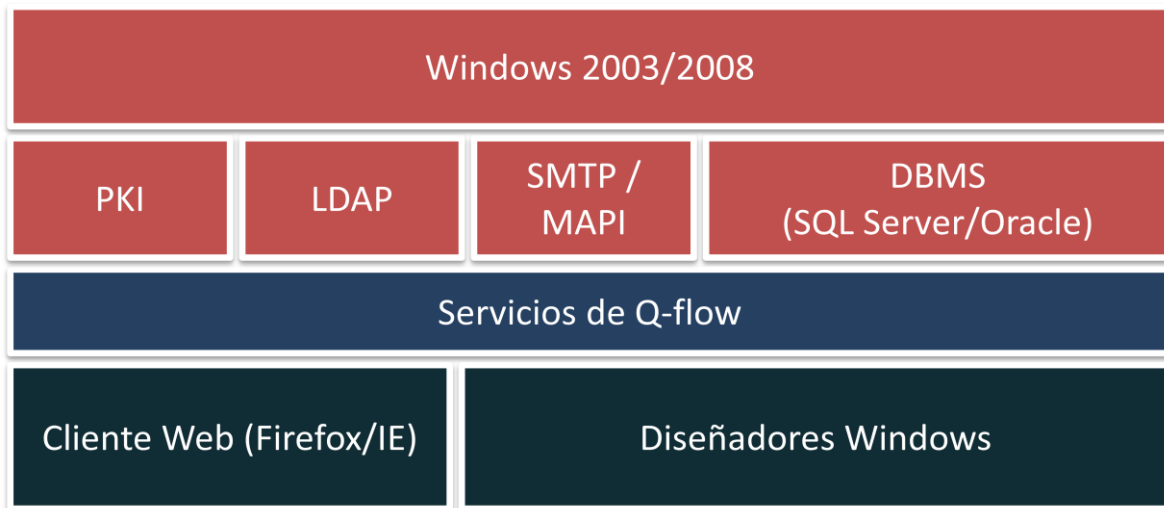 Windows 2003/2008
PKI
LDAP
SMTP /
MAPI
DBMS
(SQL Server/Oracle)
Servicios de Q-flow
Cliente Web (Firefox/IE)
Diseñadores Windows